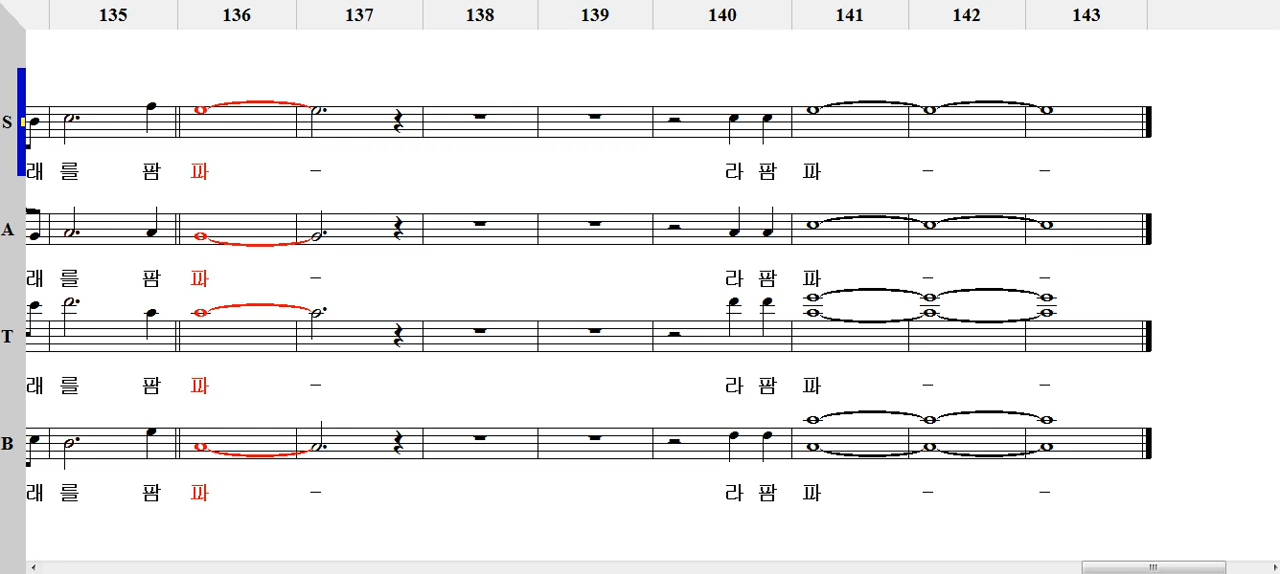 135 136 137 138 139 140 141 142 143
S
래 를 팜 파 – 라 팜 파 – –
A
래 를 팜 파 – 라 팜 파 – –
T
래 를 팜 파 – 라 팜 파 – –
B
래 를 팜 파 – 라 팜 파 – –